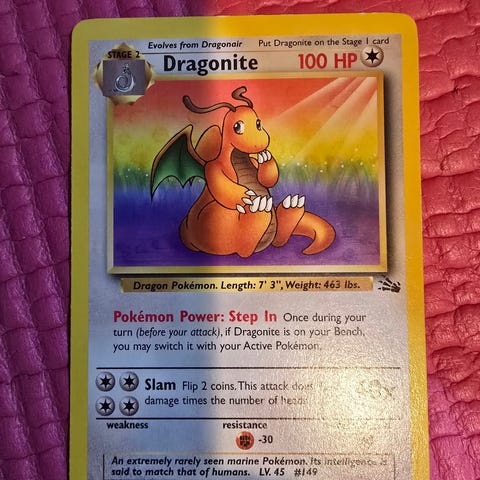 Evolves from Dragonair Put Dragonite on the Stage 1 card
STAGE 2
Dragonite 100 HP
Dragon Pokémon. Length: 7' 3", Weight: 463 lbs.
Pokémon Power: Step In Once during your
turn (before your attack), if Dragonite is on your Bench,
you may switch it with your Active Pokémon.
Slam Flip 2 coins. This attack
damage times the number of heads.
weakness resistance
-30
An extremely rarely seen marine Pokémon. Its intelligence is
said to match that of humans. LV. 45 #149